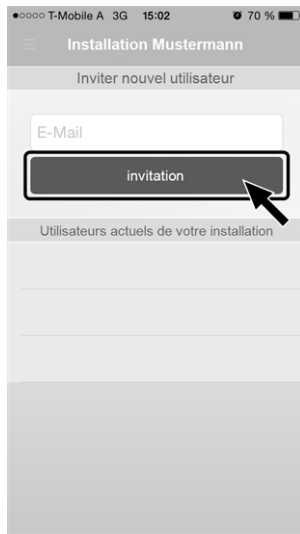 T-Mobile A 3G 15:02 70 %
Installation Mustermann
Inviter nouvel utilisateur
E-Mail
invitation
Utilisateurs actuels de votre installation